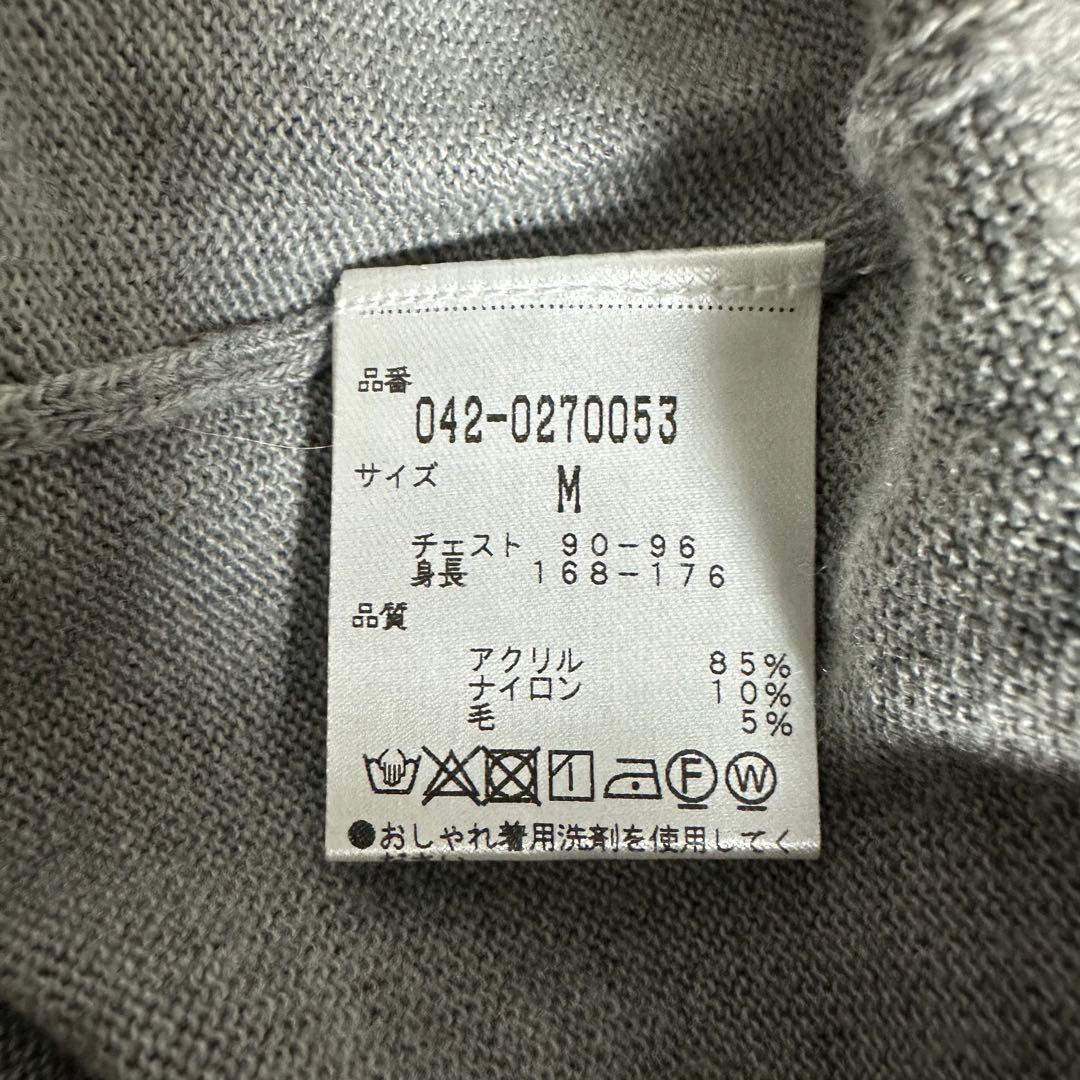 品番
042-0270053
サイズ
M
チェスト 90-96
身長 168-176
品質
アクリル 85%
ナイロン 10%
毛 5%
F W
●おしゃれ着用洗剤を使用してく